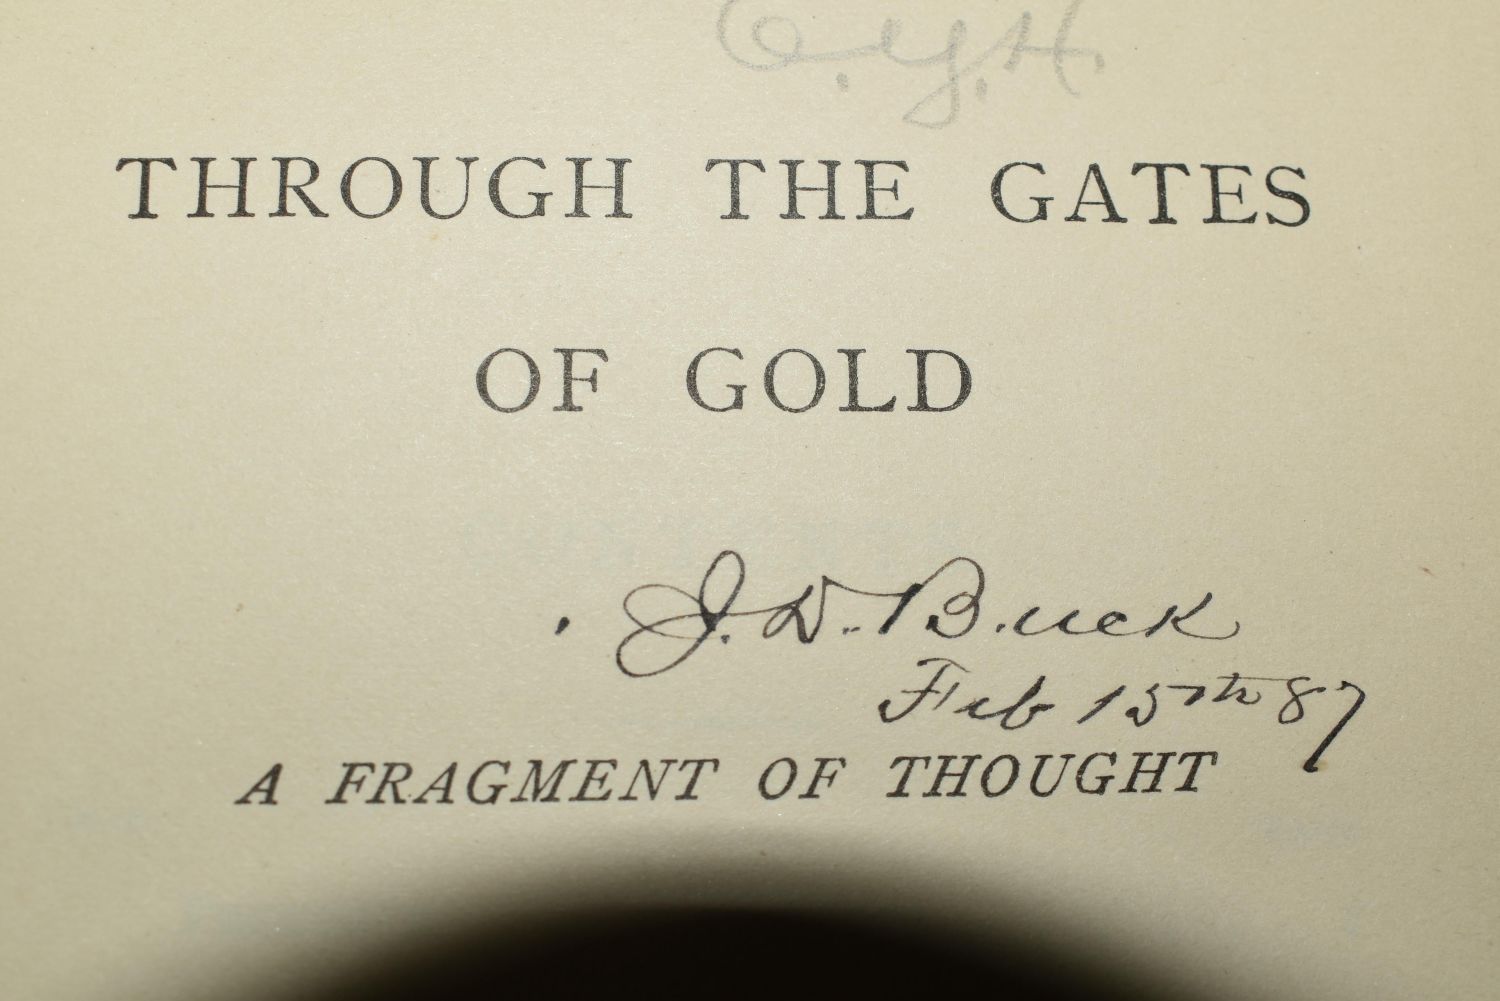 C.Y.H.
THROUGH THE GATES
OF GOLD
J. D. Buck
Feb 15th 87
A FRAGMENT OF THOUGHT